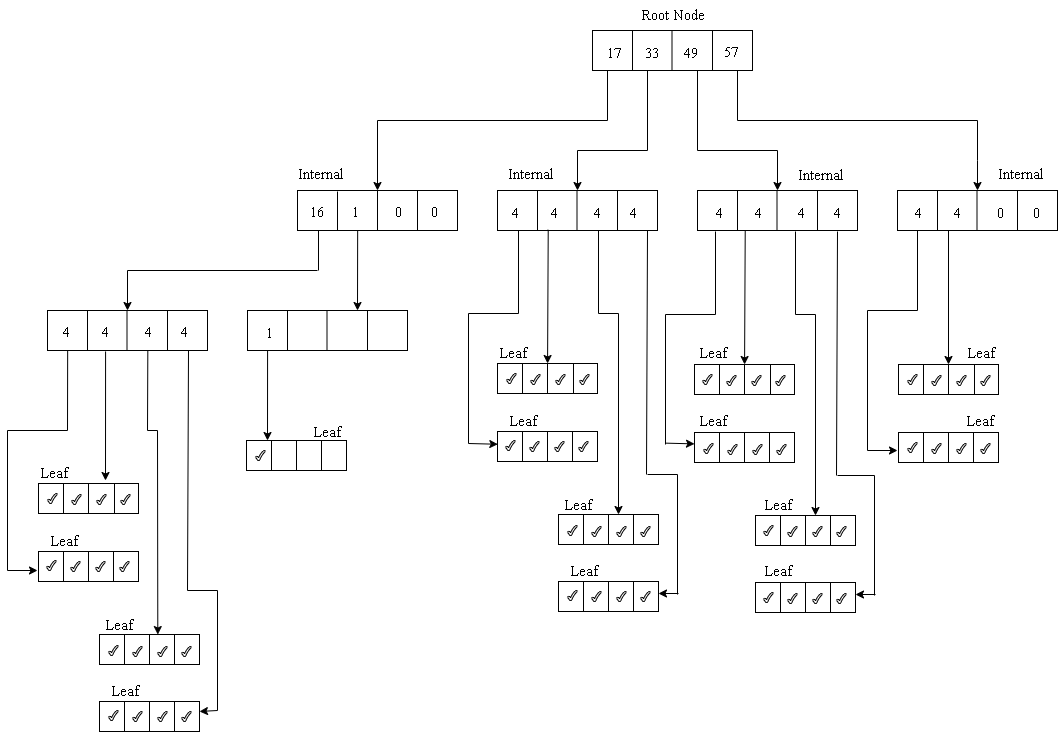 Root Node
17 33 49 57
Internal Internal Internal Internal
16 1 0 0 4 4 4 4 4 4 4 4 4 4 0 0
4 4 4 4 1
Leaf Leaf Leaf
Leaf Leaf Leaf Leaf
Leaf
Leaf Leaf
Leaf
Leaf Leaf
Leaf
Leaf